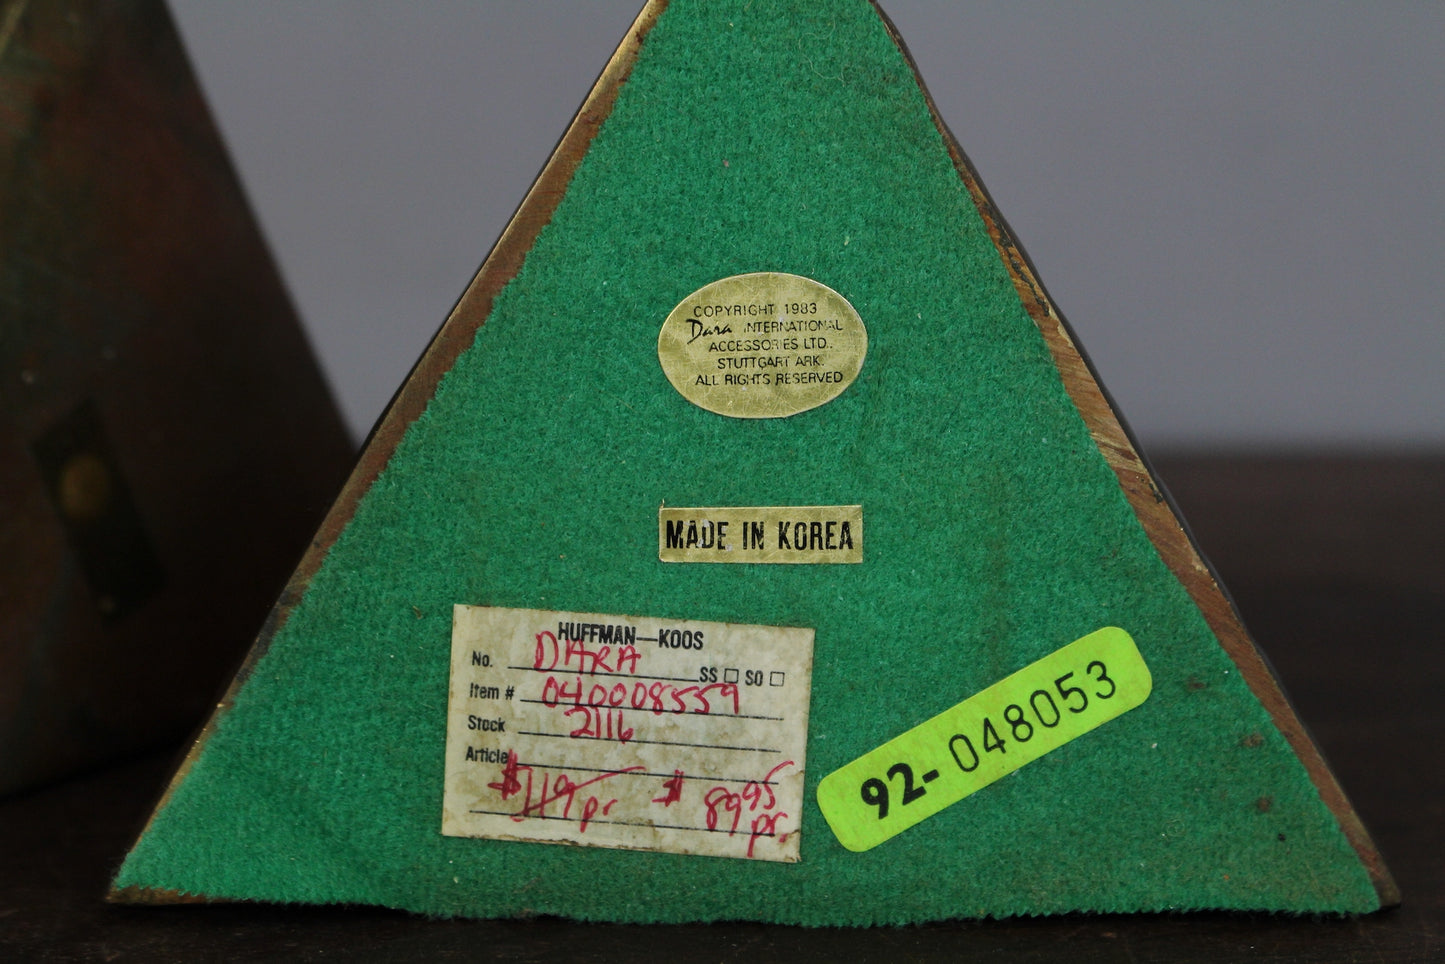 COPYRIGHT 1983
Dara INTERNATIONAL
ACCESSORIES LTD.
STUTTGART ARK.
ALL RIGHTS RESERVED
MADE IN KOREA
HUFFMAN—KOOS
No. DARA SS □ SO □
Item # 040008559
Stock 2116
Article
$119 pr. $ 89 95 pr.
92-048053